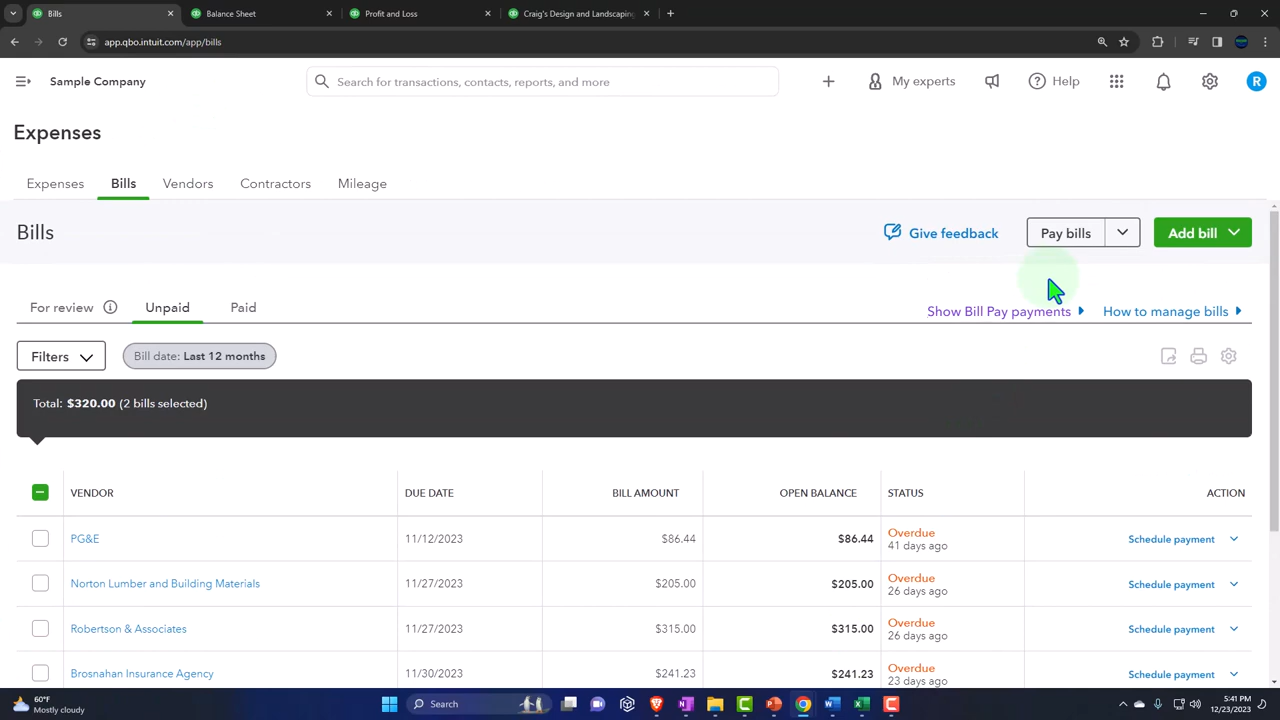 Bills
Balance Sheet
Profit and Loss
Craig's Design and Landscaping
app.qbo.intuit.com/app/bills
Sample Company
Search for transactions, contacts, reports, and more
My experts
Help
R
Expenses
Expenses
Bills
Vendors
Contractors
Mileage
Bills
Give feedback
Pay bills
Add bill
For review
Unpaid
Paid
Show Bill Pay payments
How to manage bills
Filters
Bill date: Last 12 months
Total: $320.00 (2 bills selected)
VENDOR DUE DATE BILL AMOUNT OPEN BALANCE STATUS ACTION
PG&E 11/12/2023 $86.44 $86.44 Overdue Schedule payment
41 days ago
Norton Lumber and Building Materials 11/27/2023 $205.00 $205.00 Overdue Schedule payment
26 days ago
Robertson & Associates 11/27/2023 $315.00 $315.00 Overdue Schedule payment
26 days ago
Brosnahan Insurance Agency 11/30/2023 $241.23 $241.23 Overdue Schedule payment
23 days ago
60°F
Mostly cloudy
Search
5:41 PM
12/23/2023